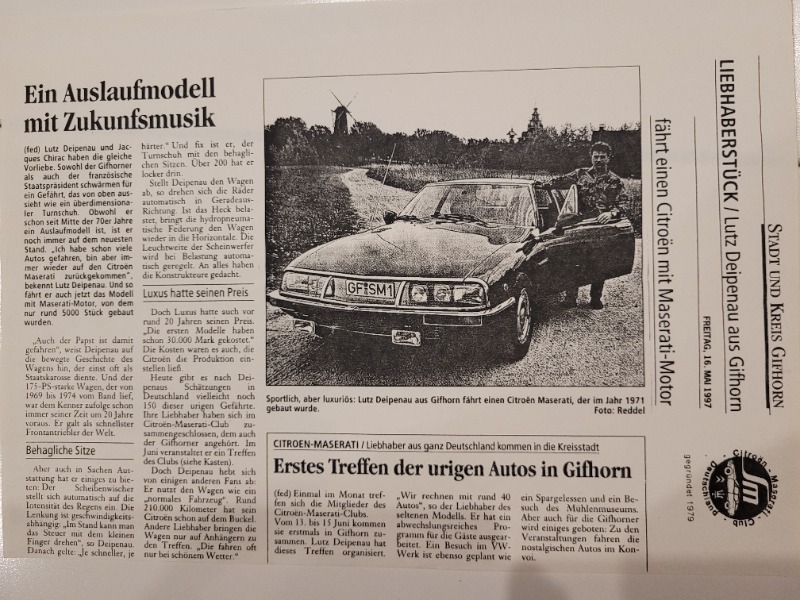 STADT UND KREIS GIFHORN
FREITAG, 16. MAI 1997
LIEBHABERSTÜCK / Lutz Deipenau aus Gifhorn
fährt einen Citroën mit Maserati-Motor
Ein Auslaufmodell
mit Zukunfsmusik
(fed) Lutz Deipenau und Jac-
ques Chirac haben die gleiche
Vorliebe. Sowohl der Gifhorner
als auch der französische
Staatspräsident schwärmen für
ein Gefährt, das von oben aus-
sieht wie ein überdimensiona-
ler Turnschuh. Obwohl er
schon seit Mitte der 70er Jahre
ein Auslaufmodell ist, ist er
noch immer auf dem neusten
Stand. „Ich habe schon viele
Autos gefahren, bin aber im-
mer wieder auf den Citroën
Maserati zurückgekommen",
bekennt Lutz Deipenau. Und so
fährt er auch jetzt das Modell
mit Maserati-Motor, von dem
nur rund 5000 Stück gebaut
wurden.
„Auch der Papst ist damit
gefahren", weist Deipenau auf
die bewegte Geschichte des
Wagens hin, der einst oft als
Staatskarosse diente. Und der
175-PS-starke Wagen, der von
1969 bis 1974 vom Band lief,
war dem Kenner zufolge schon
immer seiner Zeit um 20 Jahre
voraus. Er galt als schnellster
Frontantriebler der Welt.
Behagliche Sitze
Aber auch in Sachen Aus-
stattung hat er einiges zu bie-
ten: Der Scheibenwischer
stellt sich automatisch auf die
Intensität des Regens ein. Die
Lenkung ist geschwindigkeits-
abhängig: „Im Stand kann man
das Steuer mit dem kleinen
Finger drehen", so Deipenau.
Danach gelte: „Je schneller, je
härter." Und fix ist er, der
Turnschuh mit den behagli-
chen Sitzen. Über 200 hat er
locker drin.
Stellt Deipenau den Wagen
ab, so drehen sich die Räder
automatisch in Geradeaus-
Richtung. Ist das Heck belas-
tet, bringt die hydropneuma-
tische Federung den Wagen
wieder in die Horizontale. Die
Leuchtweite der Scheinwerfer
wird bei Belastung automa-
tisch geregelt. An alles haben
die Konstrukteure gedacht.
Luxus hatte seinen Preis
Doch Luxus hatte auch vor
rund 20 Jahren seinen Preis.
„Die ersten Modelle haben
schon 30.000 Mark gekostet."
Die Kosten waren es auch, die
Citroën die Produktion ein-
stellen ließ.
Heute gibt es nach Dei-
penaus Schätzungen in
Deutschland vielleicht noch
150 dieser urigen Gefährte.
Ihre Liebhaber haben sich im
Citroën-Maserati-Club zu-
sammengeschlossen, dem auch
der Gifhorner angehört. Im
Juni veranstaltet er ein Treffen
des Clubs (siehe Kasten).
Doch Deipenau hebt sich
von einigen anderen Fans ab:
Er nutzt den Wagen wie ein
„normales Fahrzeug". Rund
210.000 Kilometer hat sein
Citroën schon auf dem Buckel.
Andere Liebhaber bringen die
Wagen nur auf Anhängern zu
den Treffen. „Die fahren oft
nur bei schönem Wetter."
GF SM1
Sportlich, aber luxuriös: Lutz Deipenau aus Gifhorn fährt einen Citroën Maserati, der im Jahr 1971
gebaut wurde. Foto: Reddel
CITROEN-MASERATI / Liebhaber aus ganz Deutschland kommen in die Kreisstadt
Erstes Treffen der urigen Autos in Gifhorn
(fed) Einmal im Monat tref-
fen sich die Mitglieder des
Citroën-Maserati-Clubs.
Vom 13. bis 15 Juni kommen
sie erstmals in Gifhorn zu-
sammen. Lutz Deipenau hat
dieses Treffen organisiert.
„Wir rechnen mit rund 40
Autos", so der Liebhaber des
seltenen Modells. Er hat ein
abwechslungsreiches Pro-
gramm für die Gäste ausgear-
beitet. Ein Besuch im VW-
Werk ist ebenso geplant wie
ein Spargelessen und ein Be-
such des Mühlenmuseums.
Aber auch für die Gifhorner
wird einiges geboten: Zu den
Veranstaltungen fahren die
nostalgischen Autos im Kon-
voi.
Citroën - Maserati - Club
Deutschland
SM
gegründet 1979